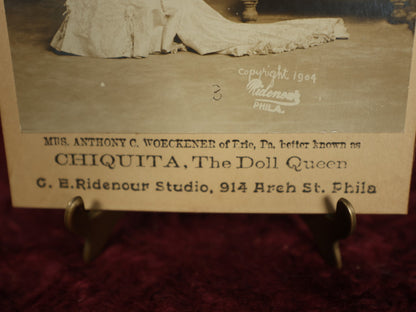 Copyright 1904
Ridenour
PHILA.
3
MRS. ANTHONY C. WOECKENER of Erie, Pa. better known as
CHIQUITA, The Doll Queen
C. E. Ridenour Studio, 914 Arch St. Phila